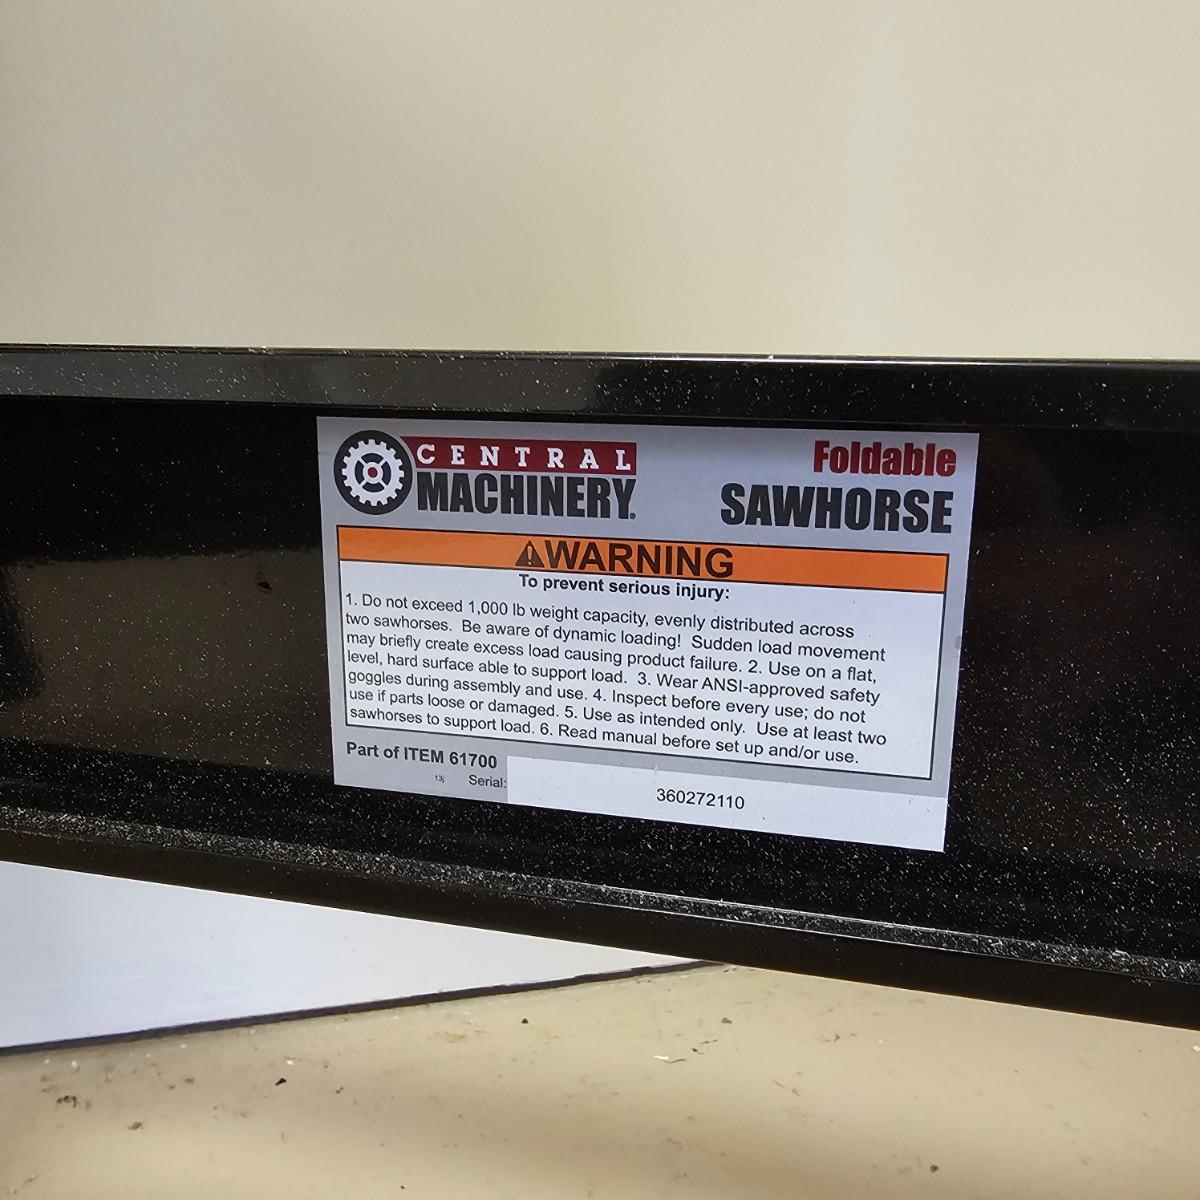 CENTRAL
MACHINERY®
Foldable
SAWHORSE
⚠WARNING
To prevent serious injury:
1. Do not exceed 1,000 lb weight capacity, evenly distributed across
two sawhorses. Be aware of dynamic loading! Sudden load movement
may briefly create excess load causing product failure. 2. Use on a flat,
level, hard surface able to support load. 3. Wear ANSI-approved safety
goggles during assembly and use. 4. Inspect before every use; do not
use if parts loose or damaged. 5. Use as intended only. Use at least two
sawhorses to support load. 6. Read manual before set up and/or use.
Part of ITEM 61700
Serial:
360272110